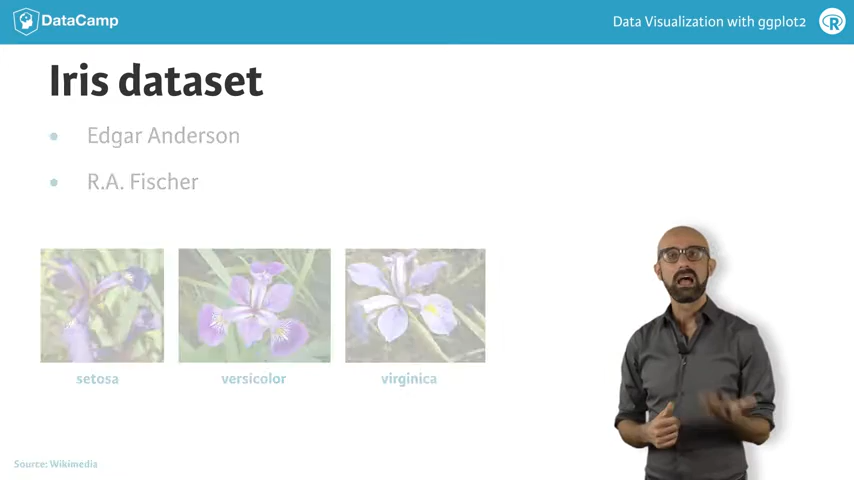 DataCamp
Data Visualization with ggplot2
R
Iris dataset
• Edgar Anderson
• R.A. Fischer
setosa
versicolor
virginica
Source: Wikimedia